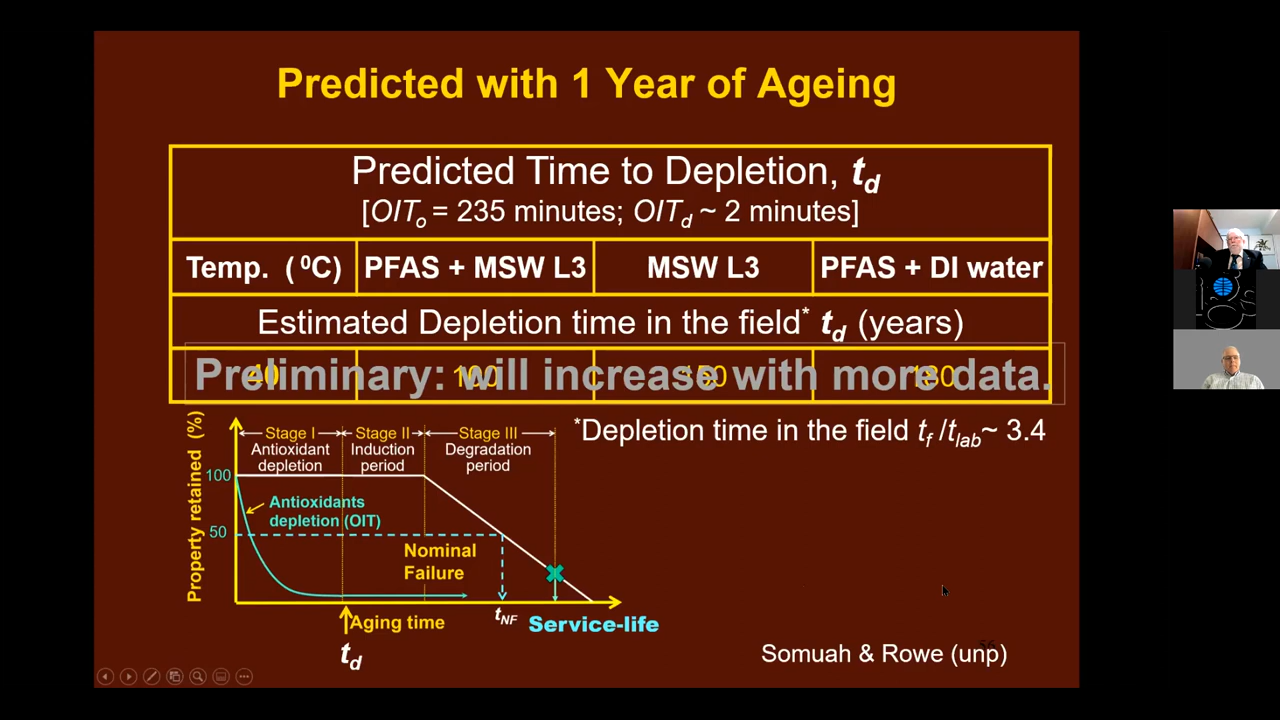 Predicted with 1 Year of Ageing
Predicted Time to Depletion, td
[OITo = 235 minutes; OITd ~ 2 minutes]
Temp. (⁰C) PFAS + MSW L3 MSW L3 PFAS + DI water
Estimated Depletion time in the field* td (years)
40 100
Preliminary: will increase with more data.
*Depletion time in the field tf /tlab~ 3.4
Property retained (%)
100
50
Stage I
Antioxidant
depletion
Stage II
Induction
period
Stage III
Degradation
period
Antioxidants
depletion (OIT)
Nominal
Failure
Aging time
tNF
Service-life
td
56
Somuah & Rowe (unp)